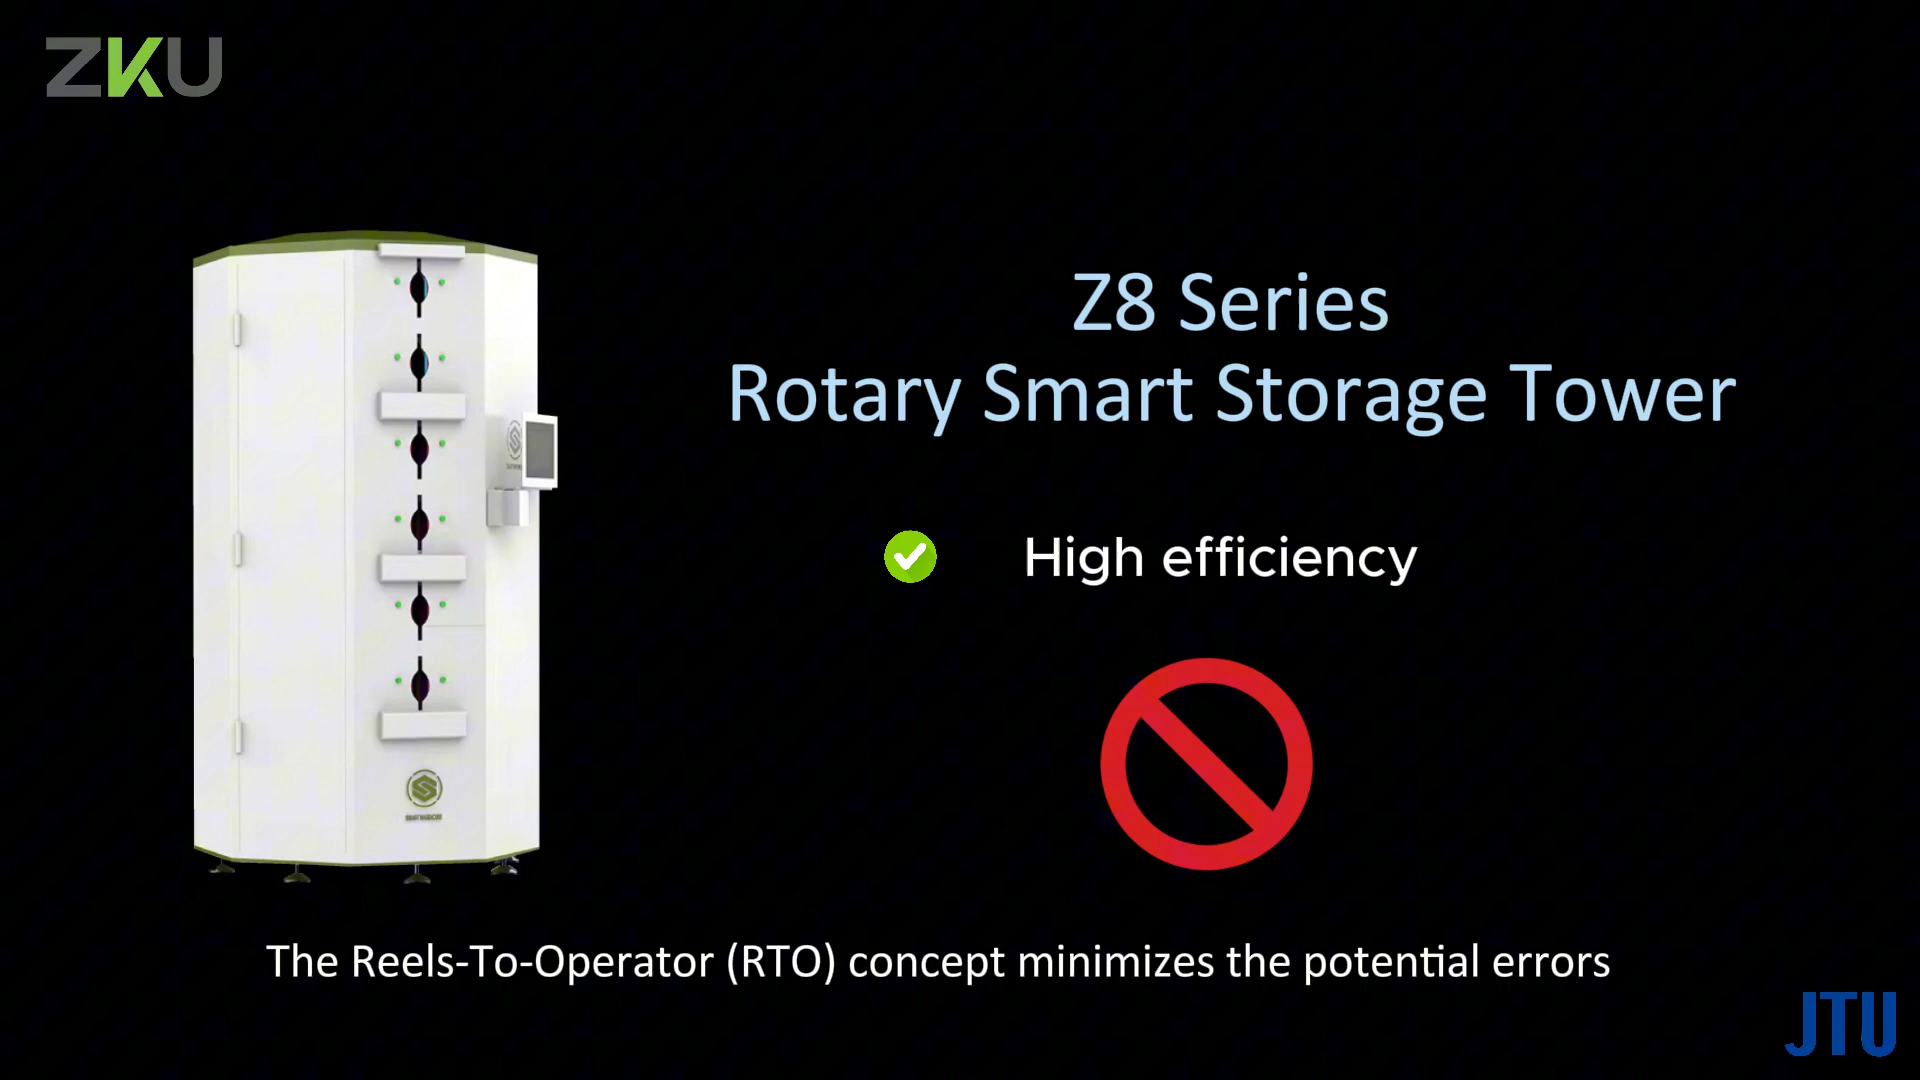 ZKU
Z8 Series
Rotary Smart Storage Tower
High efficiency
The Reels-To-Operator (RTO) concept minimizes the potential errors
JTU